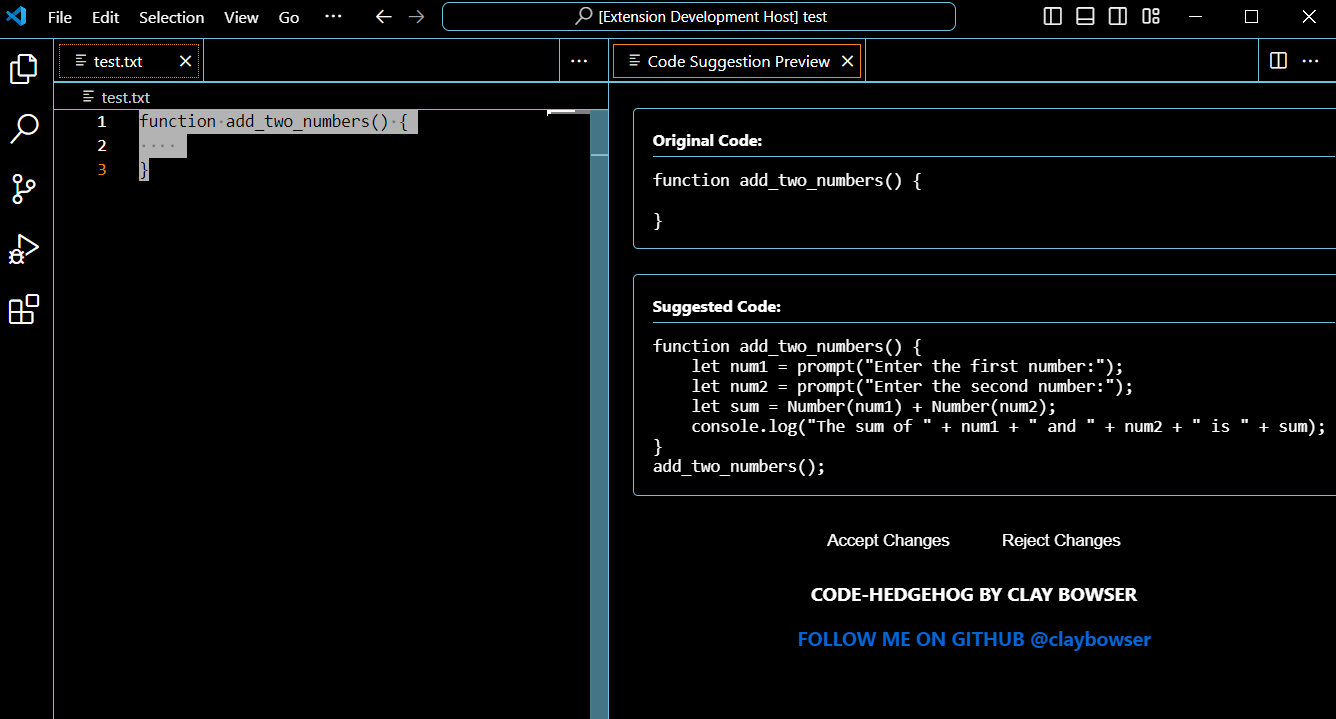 File Edit Selection View Go ··· [Extension Development Host] test
test.txt
Code Suggestion Preview
test.txt
1 function add_two_numbers() {
2 ····
3 }
Original Code:
function add_two_numbers() {
}
Suggested Code:
function add_two_numbers() {
    let num1 = prompt("Enter the first number:");
    let num2 = prompt("Enter the second number:");
    let sum = Number(num1) + Number(num2);
    console.log("The sum of " + num1 + " and " + num2 + " is " + sum);
}
add_two_numbers();
Accept Changes Reject Changes
CODE-HEDGEHOG BY CLAY BOWSER
FOLLOW ME ON GITHUB @claybowser